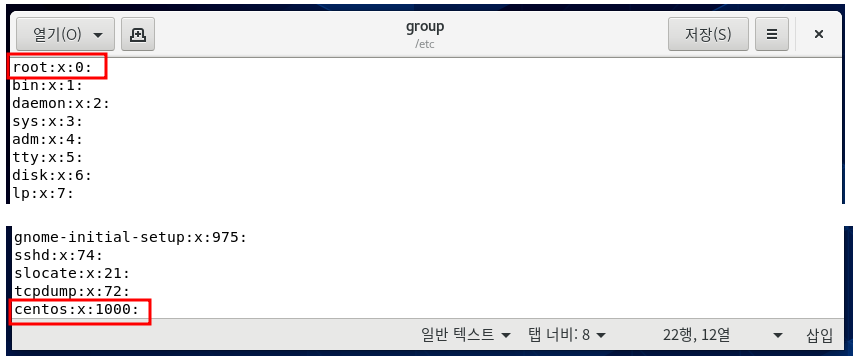 열기(O)
group
/etc
저장(S)
root:x:0:
bin:x:1:
daemon:x:2:
sys:x:3:
adm:x:4:
tty:x:5:
disk:x:6:
lp:x:7:
gnome-initial-setup:x:975:
sshd:x:74:
slocate:x:21:
tcpdump:x:72:
centos:x:1000:
일반 텍스트 탭 너비: 8 22행, 12열 삽입